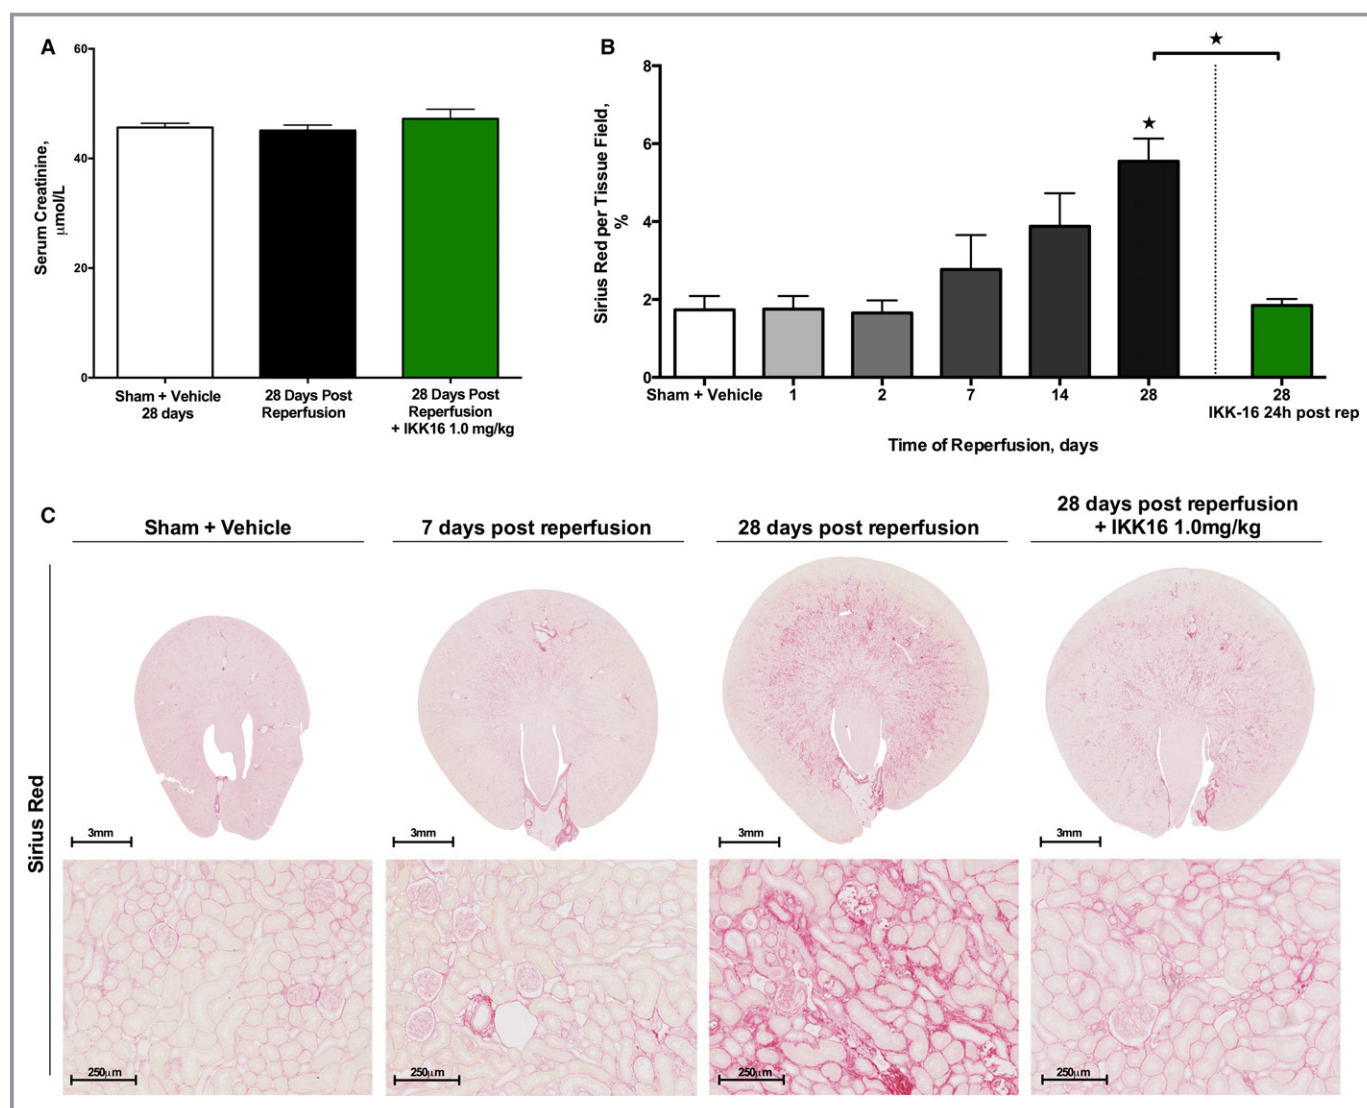 A
60
40
20
0
Serum Creatinine,
μmol/L
Sham + Vehicle
28 days
28 Days Post
Reperfusion
28 Days Post
Reperfusion
+ IKK16 1.0 mg/kg
B
★
★
8
6
4
2
0
Sirius Red per Tissue Field,
%
Sham + Vehicle
1
2
7
14
28
28
IKK-16 24h post rep
Time of Reperfusion, days
C
Sham + Vehicle
7 days post reperfusion
28 days post reperfusion
28 days post reperfusion
+ IKK16 1.0mg/kg
Sirius Red
3mm
3mm
3mm
3mm
250μm
250μm
250μm
250μm